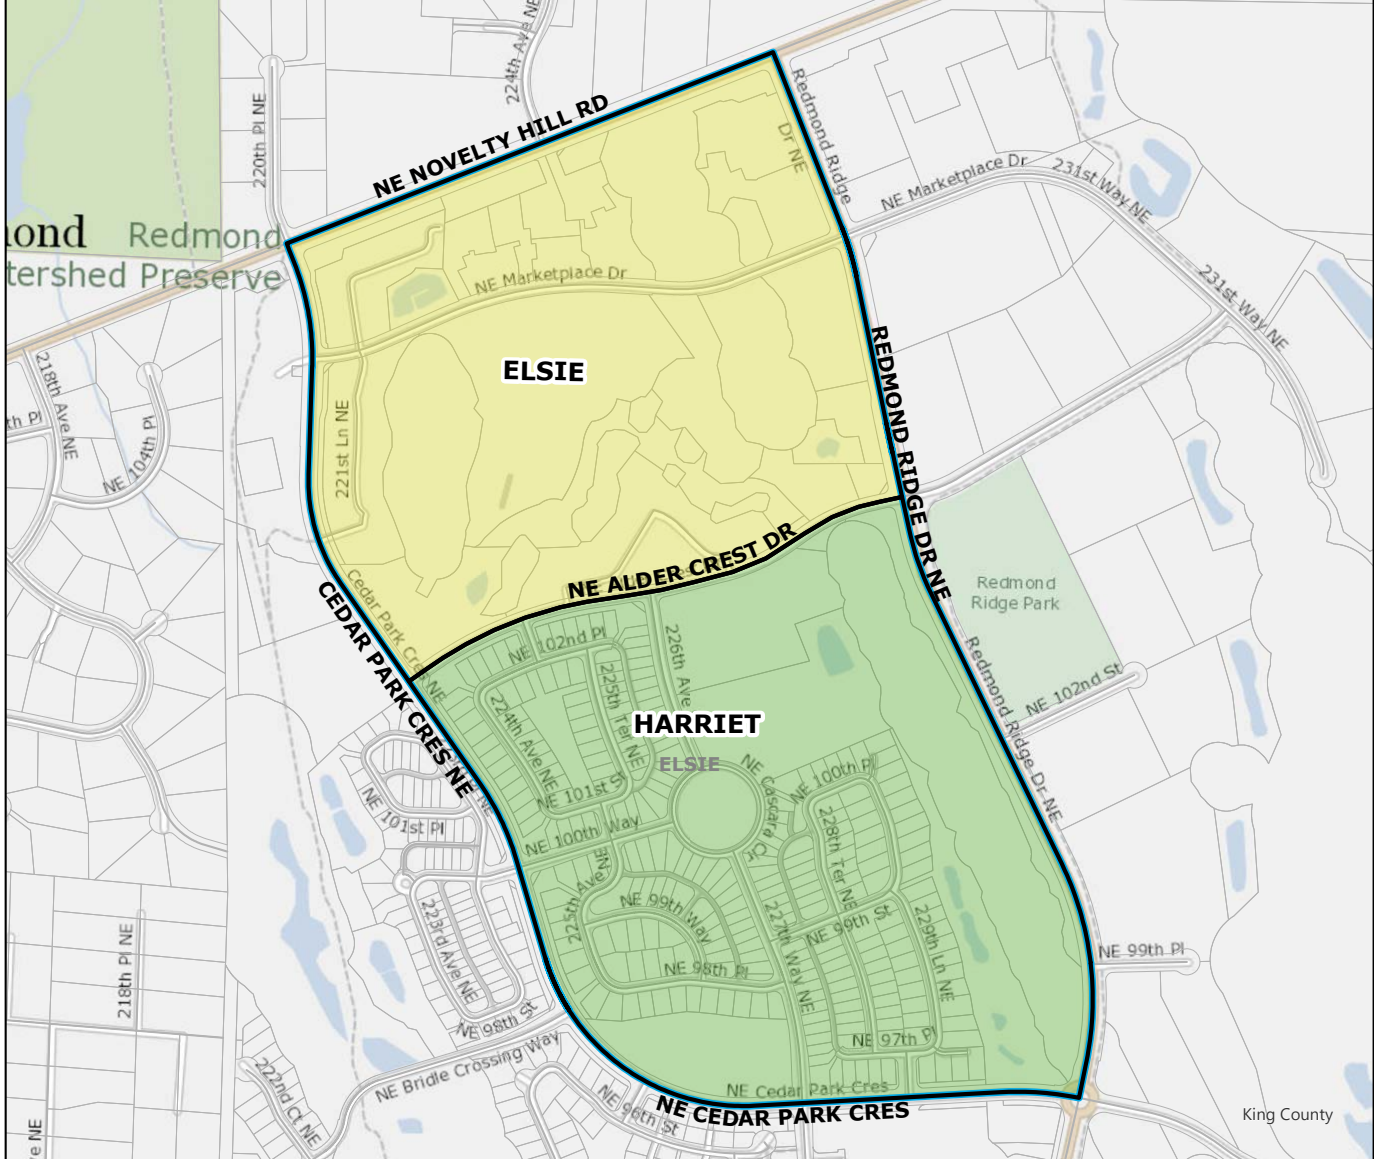 224th Ave NE
220th Pl NE
NE NOVELTY HILL RD
Redmond Ridge
Dr NE
NE Marketplace Dr
231st Way NE
231st Way NE
ond
Redmond
tershed Preserve
NE Marketplace Dr
218th Ave NE
th Pl
NE 104th Pl
221st Ln NE
ELSIE
REDMOND RIDGE DR NE
NE ALDER CREST DR
Cedar Park Cres NE
CEDAR PARK CRES NE
Redmond
Ridge Park
NE 102nd St
Redmond Ridge Dr NE
NE 102nd Pl
226th Ave
225th Ter NE
224th Ave NE
HARRIET
ELSIE
NE 101st St
NE 100th Way
NE Cascara Cir
NE 100th Pl
228th Ter NE
NE 101st Pl
NE
225th Ave NE
NE 99th Way
227th Way NE
NE 99th St
229th Ln NE
NE 98th Pl
223rd Ave NE
NE 98th St
218th Pl NE
NE 99th Pl
NE 97th Pl
NE Bridle Crossing Way
222nd Ct NE
NE 96th St
NE Cedar Park Cres
NE CEDAR PARK CRES
King County
ve NE